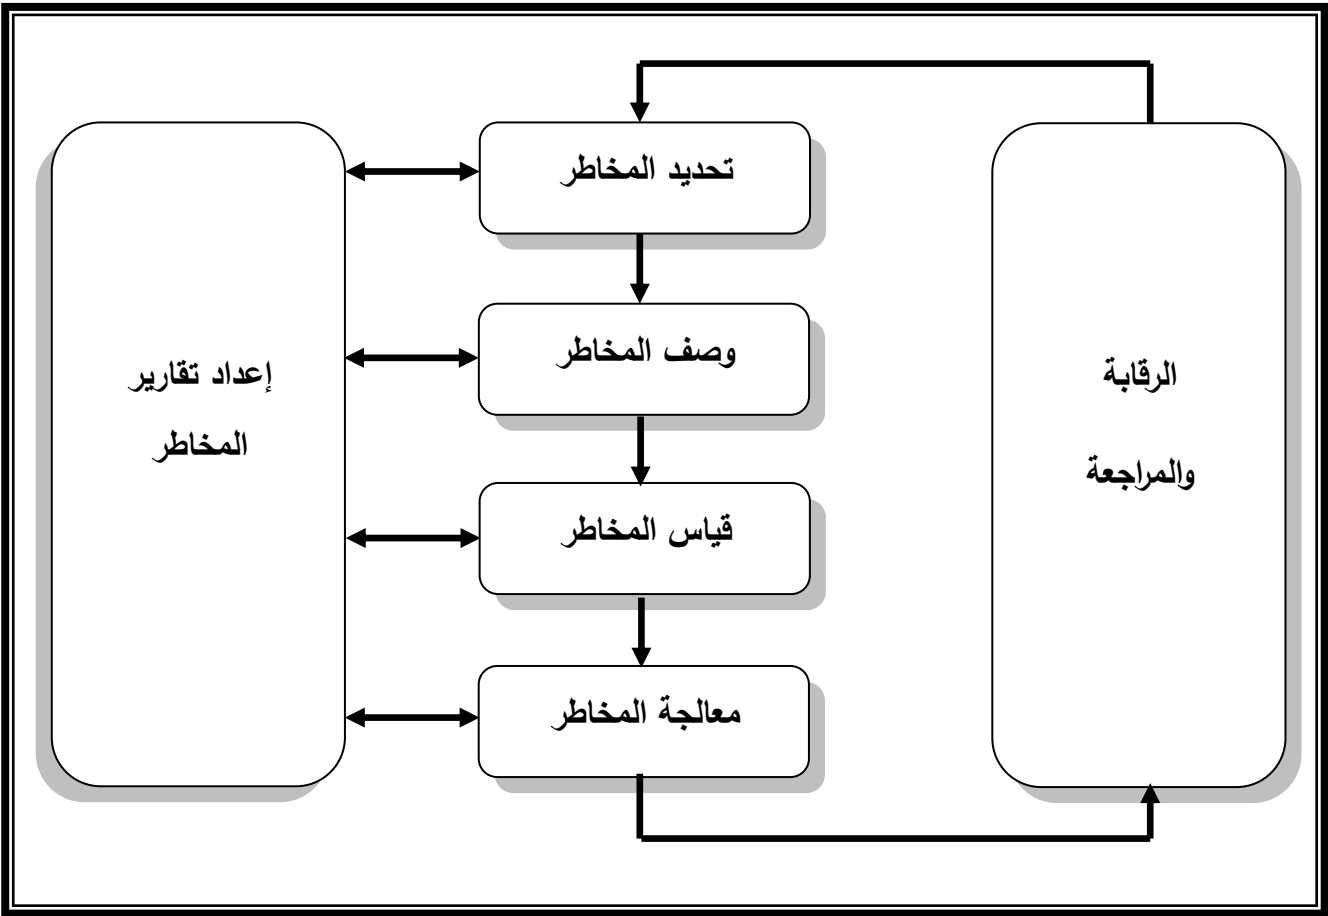 تحديد المخاطر
وصف المخاطر
قياس المخاطر
معالجة المخاطر
الرقابة
والمراجعة
إعداد تقارير
المخاطر